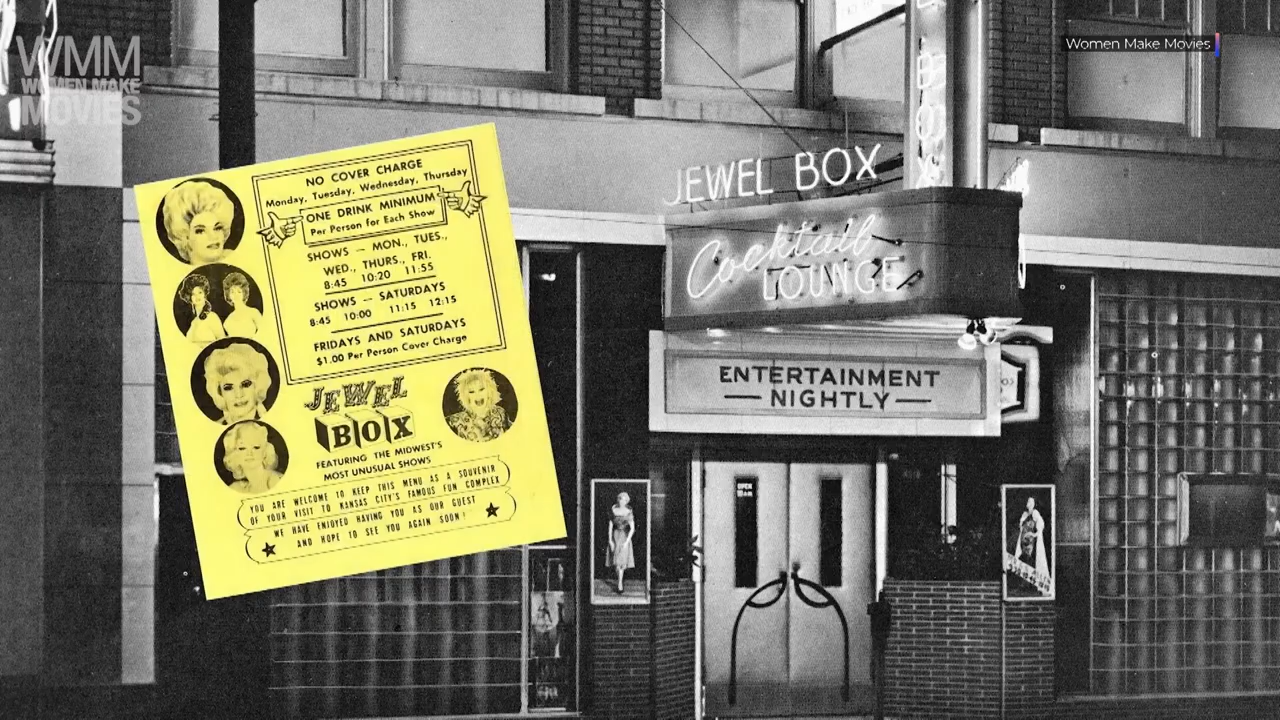 WMM
WOMEN MAKE
MOVIES
Women Make Movies
NO COVER CHARGE
Monday, Tuesday, Wednesday, Thursday
ONE DRINK MINIMUM
Per Person for Each Show
SHOWS — MON., TUES.,
WED., THURS., FRI.
8:45 10:20 11:55
SHOWS — SATURDAYS
8:45 10:00 11:15 12:15
FRIDAYS AND SATURDAYS
$1.00 Per Person Cover Charge
JEWEL
BOX
FEATURING THE MIDWEST'S
MOST UNUSUAL SHOWS
YOU ARE WELCOME TO KEEP THIS MENU AS A SOUVENIR
OF YOUR VISIT TO KANSAS CITY'S FAMOUS FUN COMPLEX
WE HAVE ENJOYED HAVING YOU AS OUR GUEST
AND HOPE TO SEE YOU AGAIN SOON!
BOX
JEWEL BOX
Cocktail
LOUNGE
ENTERTAINMENT
—NIGHTLY—
OPEN